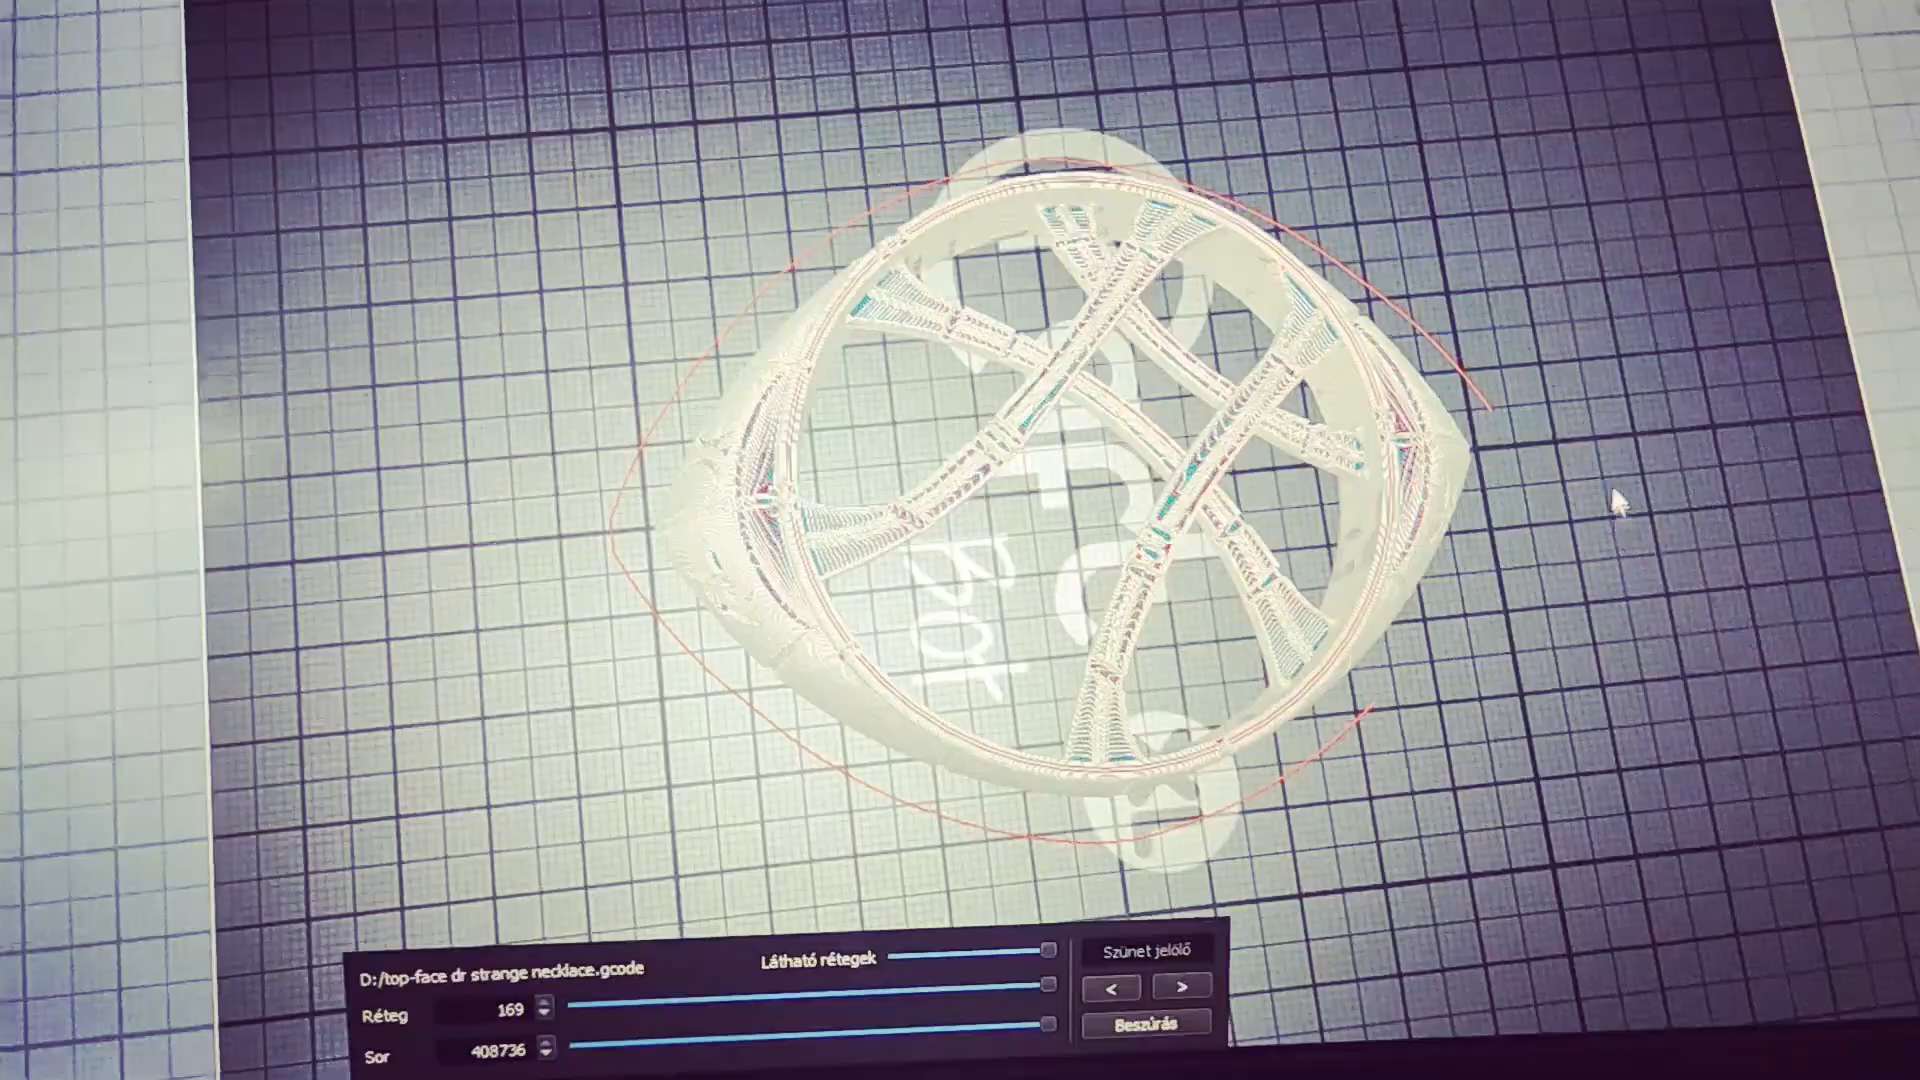 D:/top-face dr strange necklace.gcode
Látható rétegek
Szünet jelölő
Réteg
169
<
>
Sor
408736
Beszúrás